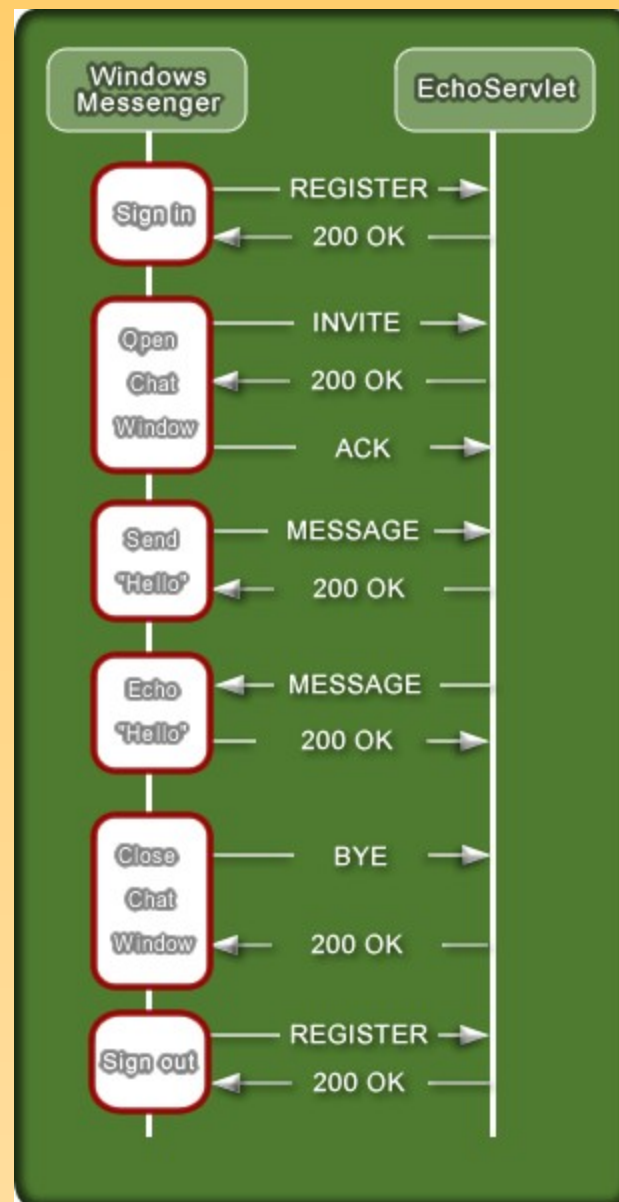 Windows
Messenger
EchoServlet
Sign in
REGISTER
200 OK
Open
Chat
Window
INVITE
200 OK
ACK
Send
"Hello"
MESSAGE
200 OK
Echo
"Hello"
MESSAGE
200 OK
Close
Chat
Window
BYE
200 OK
Sign out
REGISTER
200 OK